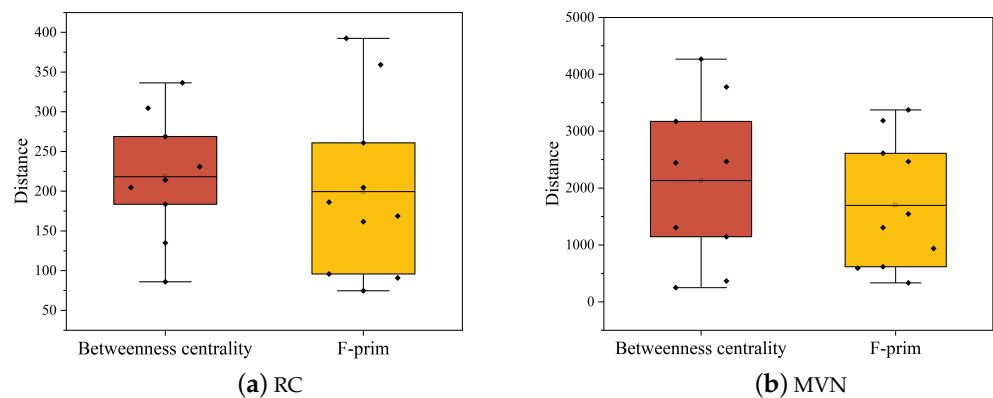 400
350
300
250
200
150
100
50
Distance
Betweenness centrality
F-prim
(a) RC
5000
4000
3000
2000
1000
0
Distance
Betweenness centrality
F-prim
(b) MVN